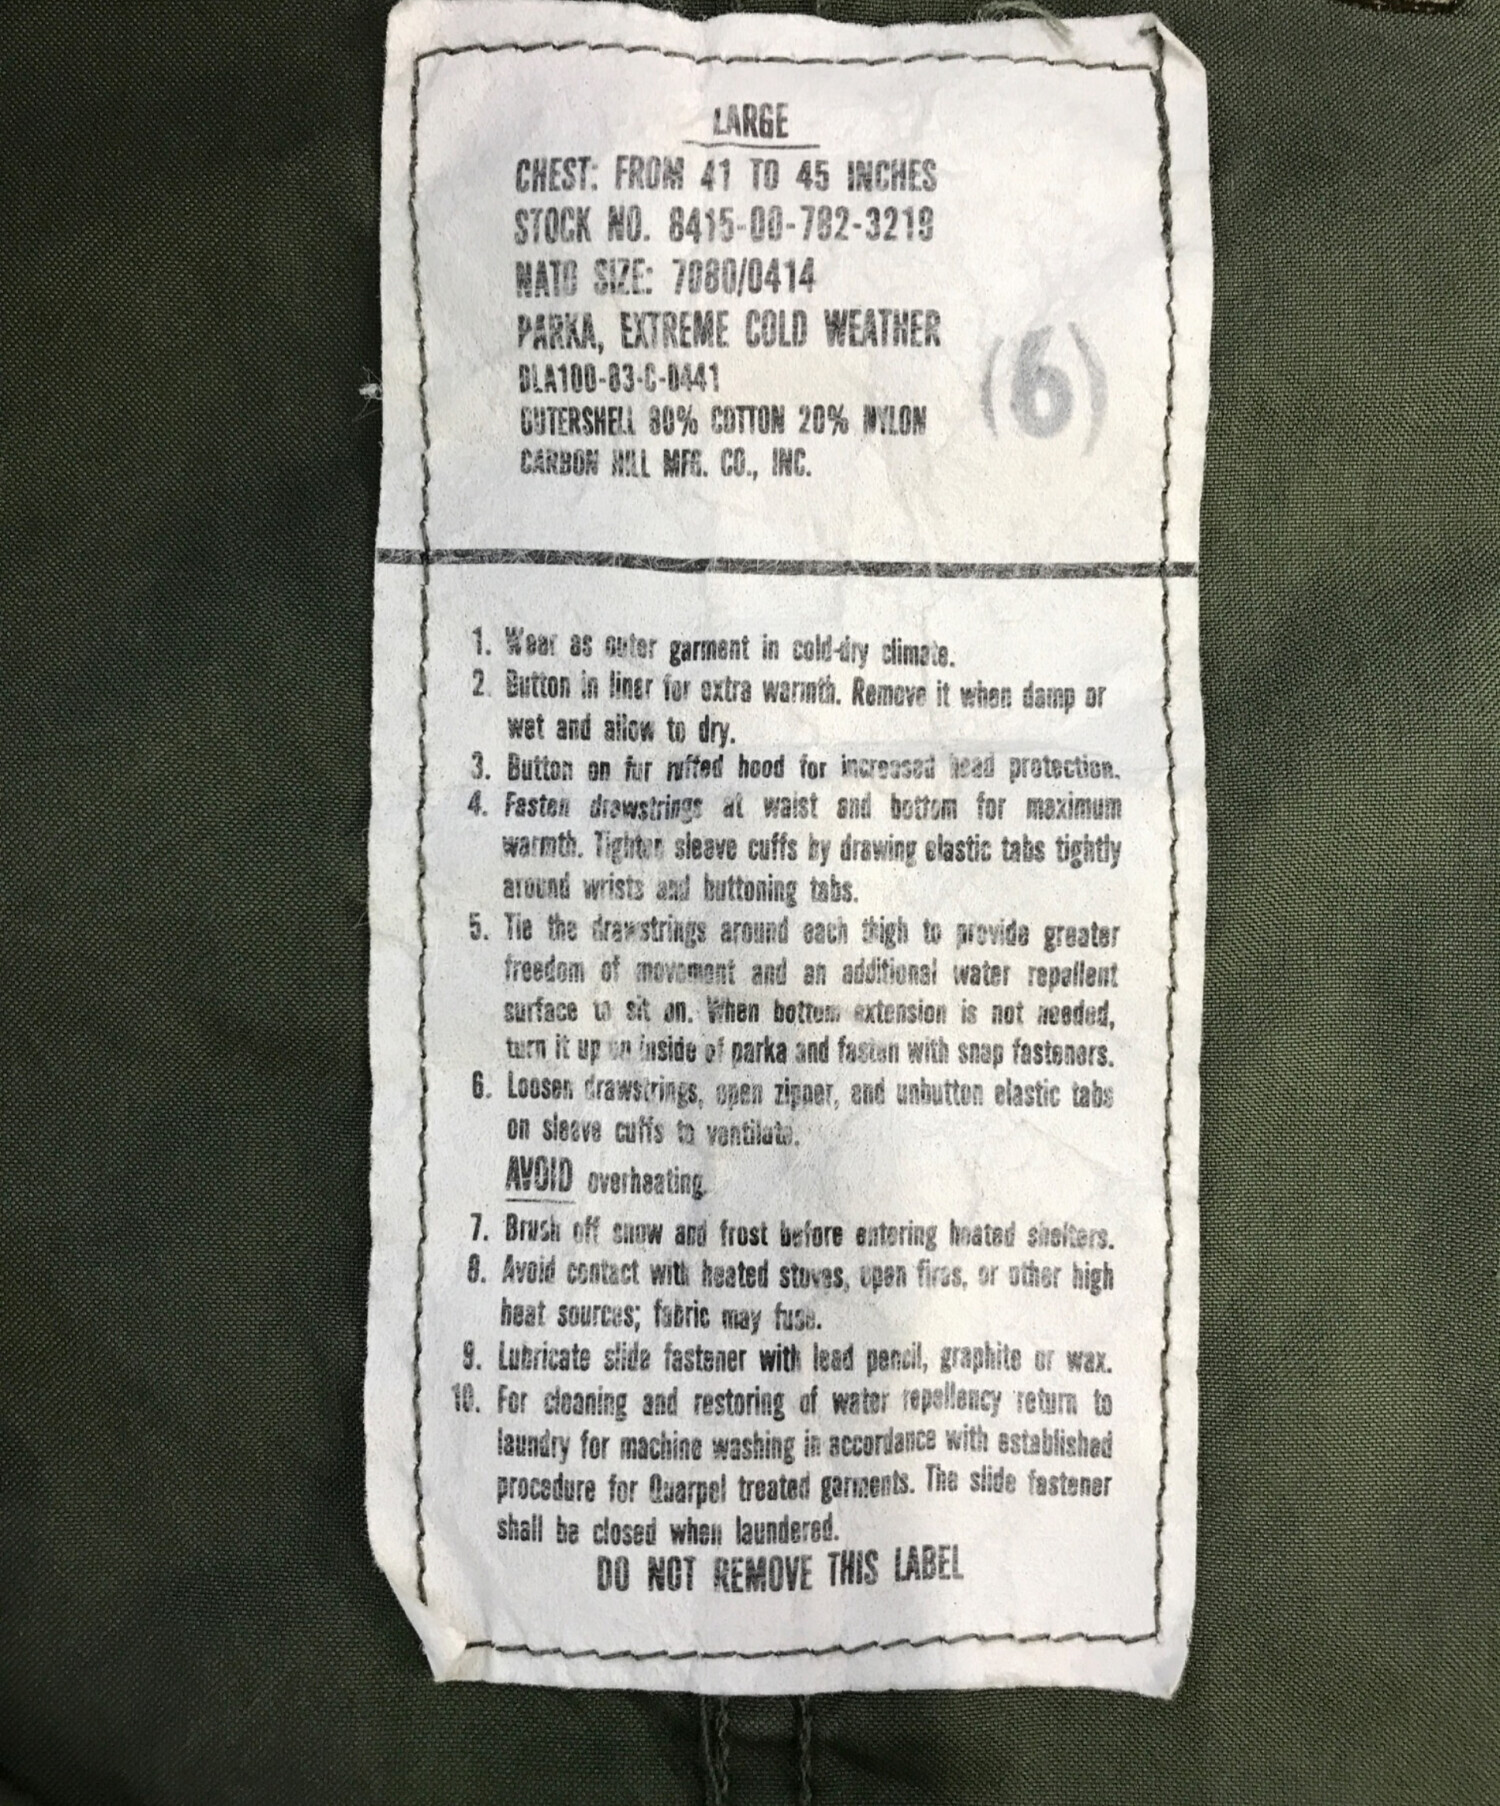 LARGE
CHEST: FROM 41 TO 45 INCHES
STOCK NO. 8415-00-782-3219
NATO SIZE: 7080/0414
PARKA, EXTREME COLD WEATHER
DLA100-83-C-0441
(6)
OUTERSHELL 80% COTTON 20% NYLON
CARBON HILL MFG. CO., INC.
1. Wear as outer garment in cold-dry climate.
2. Button in liner for extra warmth. Remove it when damp or
wet and allow to dry.
3. Button on fur ruffed hood for increased head protection.
4. Fasten drawstrings at waist and bottom for maximum
warmth. Tighten sleeve cuffs by drawing elastic tabs tightly
around wrists and buttoning tabs.
5. Tie the drawstrings around each thigh to provide greater
freedom of movement and an additional water repellent
surface to sit on. When bottom extension is not needed,
turn it up on inside of parka and fasten with snap fasteners.
6. Loosen drawstrings, open zipper, and unbutton elastic tabs
on sleeve cuffs to ventilate.
AVOID overheating.
7. Brush off snow and frost before entering heated shelters.
8. Avoid contact with heated stoves, open fires, or other high
heat sources; fabric may fuse.
9. Lubricate slide fastener with lead pencil, graphite or wax.
10. For cleaning and restoring of water repellency return to
laundry for machine washing in accordance with established
procedure for Quarpel treated garments. The slide fastener
shall be closed when laundered.
DO NOT REMOVE THIS LABEL